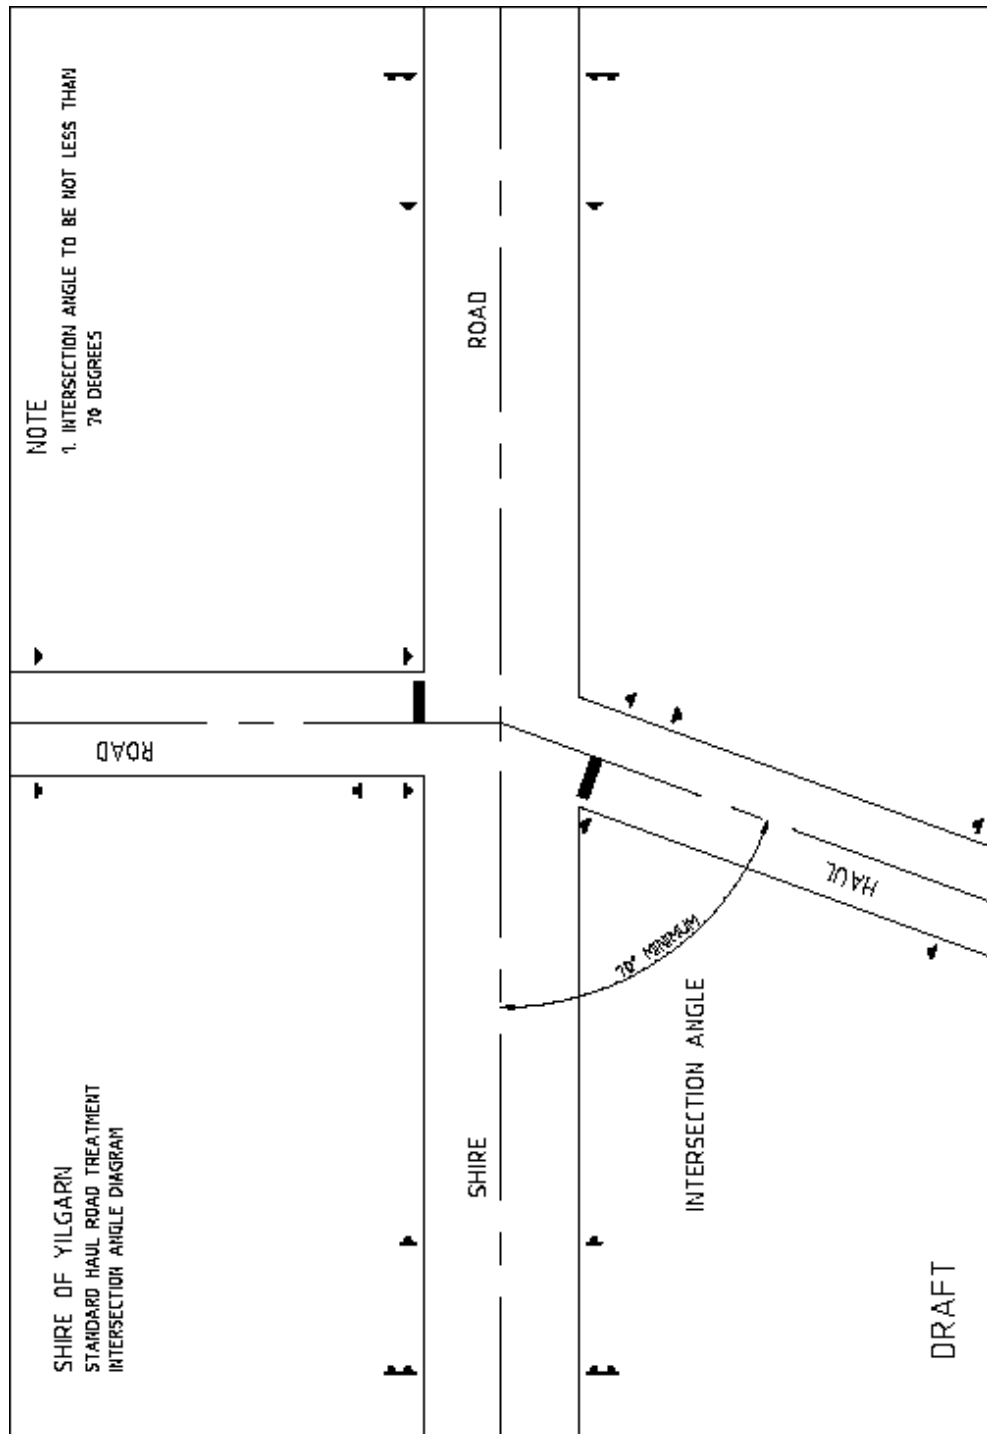 SHIRE OF YILGARN
STANDARD HAUL ROAD TREATMENT
INTERSECTION ANGLE DIAGRAM
NOTE
1. INTERSECTION ANGLE TO BE NOT LESS THAN
70 DEGREES
ROAD
SHIRE
ROAD
HAUL
70° MINIMUM
INTERSECTION ANGLE
DRAFT